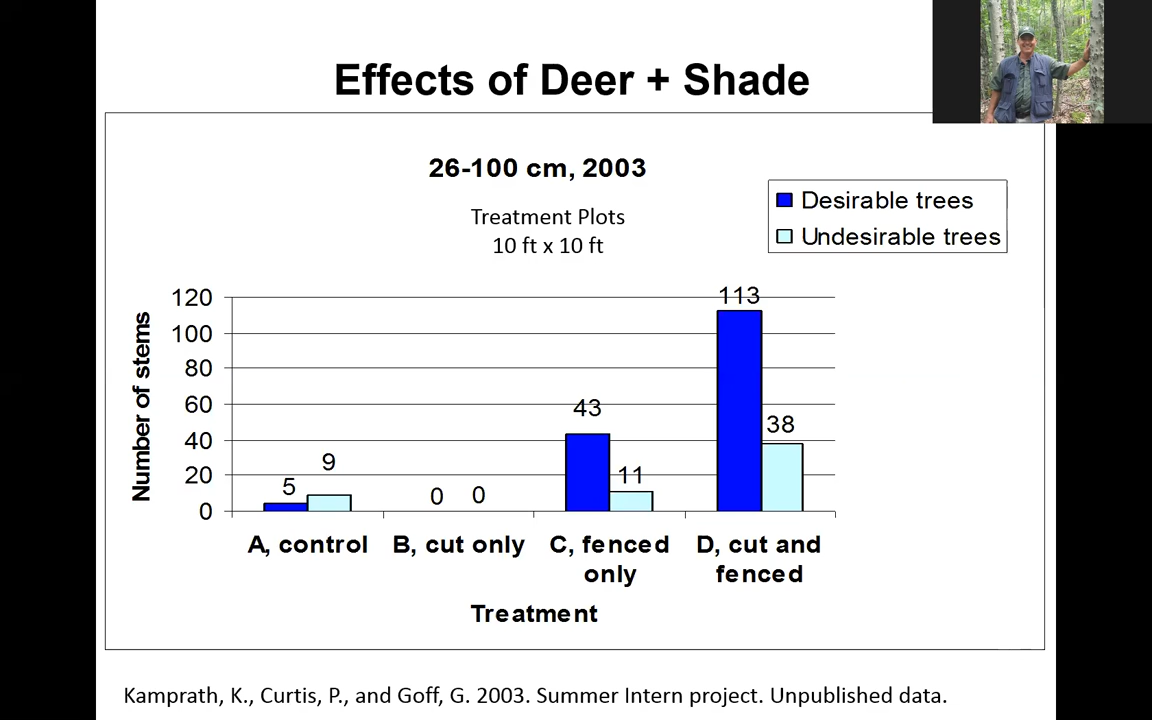 Effects of Deer + Shade
26-100 cm, 2003
Treatment Plots
10 ft x 10 ft
Desirable trees
Undesirable trees
Number of stems
120
100
80
60
40
20
0
5
9
0
0
43
11
113
38
A, control
B, cut only
C, fenced
only
D, cut and
fenced
Treatment
Kamprath, K., Curtis, P., and Goff, G. 2003. Summer Intern project. Unpublished data.